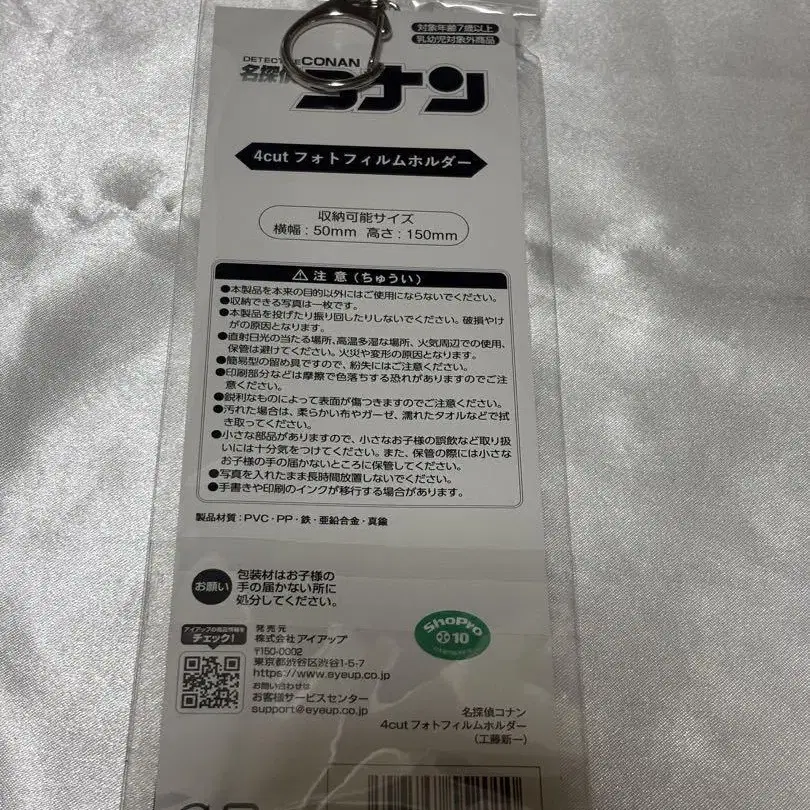 対象年齢7歳以上
乳幼児対象外商品
DETECTIVE CONAN
名探偵コナン
4cut フォトフィルムホルダー
収納可能サイズ
横幅：50mm 高さ：150mm
⚠注 意（ちゅうい）
●本製品を本来の目的以外にはご使用にならないでください。
●収納できる写真は一枚です。
●本製品を投げたり振り回したりしないでください。破損やけ
がの原因となります。
●直射日光の当たる場所、高温多湿な場所、火気周辺での使用、
保管は避けてください。火災や変形の原因となります。
●簡易型の留め具ですので、紛失にはご注意ください。
●印刷部分などは摩擦で色落ちする恐れがありますのでご注
意ください。
●鋭利なものによって表面が傷つきますのでご注意ください。
●汚れた場合は、柔らかい布やガーゼ、濡れたタオルなどで拭
き取ってください。
●小さな部品がありますので、小さなお子様の誤飲など取り扱
いには十分気をつけてください。また、保管の際には小さな
お子様の手の届かないところに保管してください。
●写真を入れたまま長時間放置しないでください。
●手書きや印刷のインクが移行する場合があります。
製品材質：PVC・PP・鉄・亜鉛合金・真鍮
お願い
包装材はお子様の
手の届かない所に
処分してください。
アイアップの商品情報を
チェック!
発売元
株式会社 アイアップ
〒150-0002
東京都渋谷区渋谷1-5-7
https://www.eyeup.co.jp
お問い合わせは
お客様サービスセンター
support@eyeup.co.jp
ShoPro
10
名探偵コナン
4cutフォトフィルムホルダー
（工藤新一）